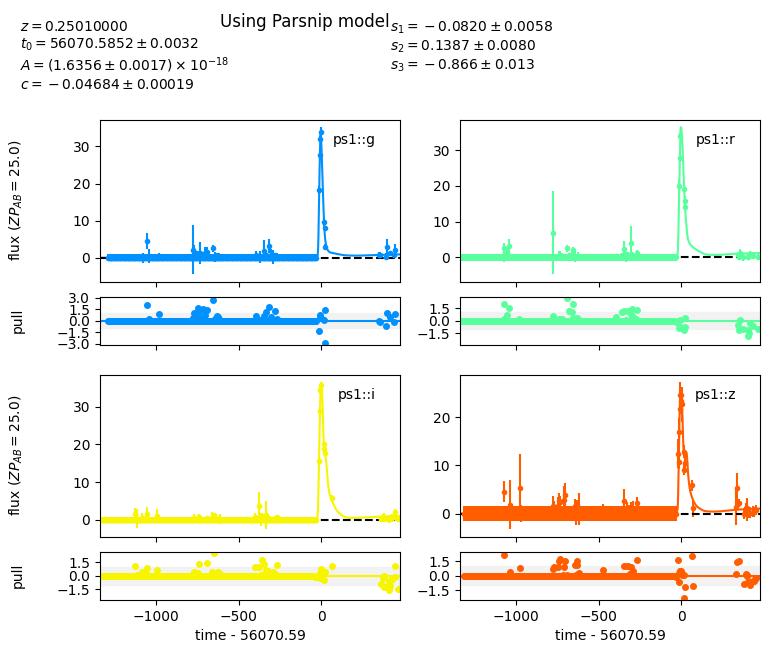 Using Parsnip model
z = 0.25010000
t₀ = 56070.5852 ± 0.0032
A = (1.6356 ± 0.0017) × 10⁻¹⁸
c = −0.04684 ± 0.00019
s₁ = −0.0820 ± 0.0058
s₂ = 0.1387 ± 0.0080
s₃ = −0.866 ± 0.013
flux (ZP_AB = 25.0)
30
20
10
0
ps1::g
30
20
10
0
ps1::r
pull
3.0
1.5
0.0
−1.5
−3.0
1.5
0.0
−1.5
flux (ZP_AB = 25.0)
30
20
10
0
ps1::i
20
10
0
ps1::z
pull
1.5
0.0
−1.5
1.5
0.0
−1.5
−1000 −500 0
−1000 −500 0
time - 56070.59
time - 56070.59